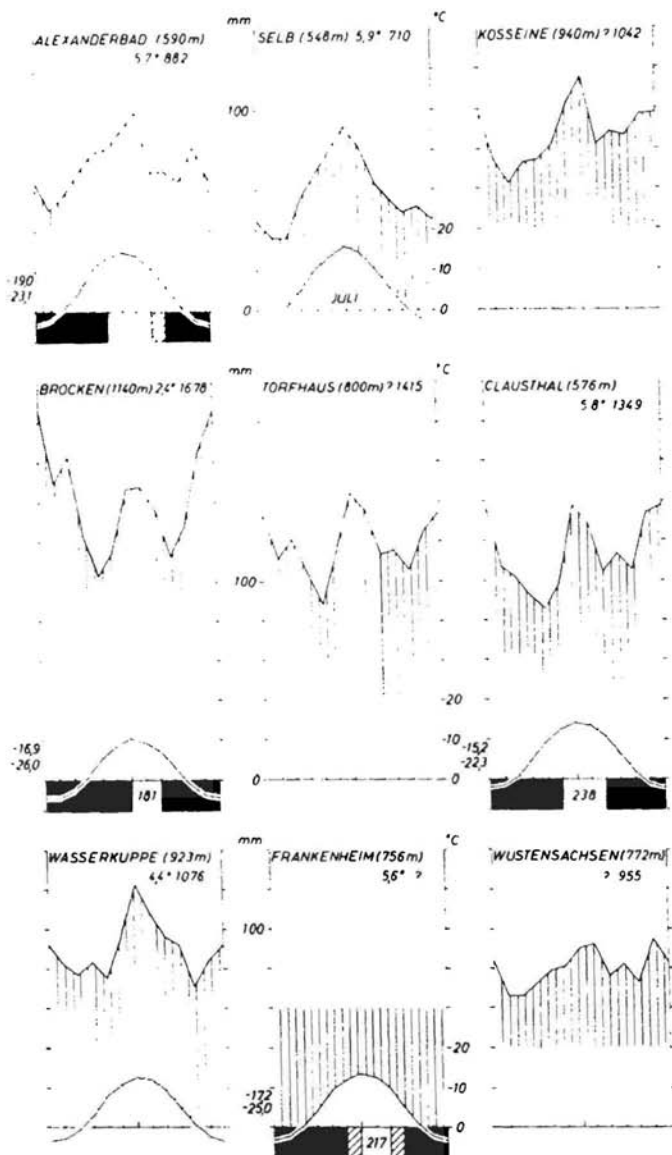 mm °C
ALEXANDERBAD (590m) SELB (548m) 5,9° 710 KOSSEINE (940m) ? 1042
5,7° 882
100
20
-19,0 10
-23,1
JULI
0 0
mm °C
BROCKEN (1140m) 2,4° 1678 TORFHAUS (800m) ? 1415 CLAUSTHAL (576m)
5,8° 1349
100
20
-16,9 10 -15,2
-26,0 -22,3
0 0
181 238
mm °C
WASSERKUPPE (923m) FRANKENHEIM (756m) WÜSTENSACHSEN (772m)
4,4° 1076 5,6° ? ? 955
100
20
-17,2 10
-25,0
0 0
217